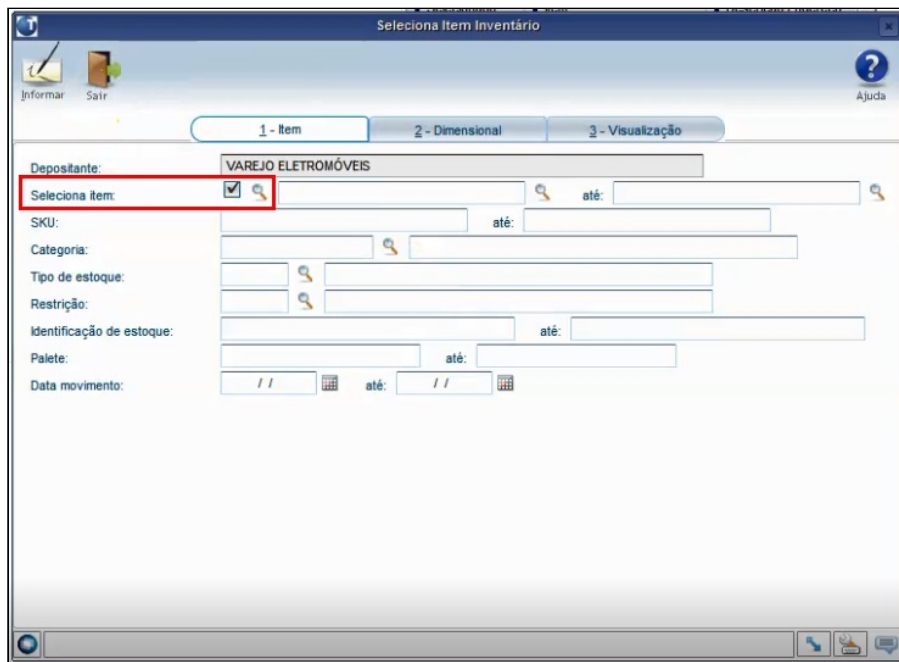 Seleciona Item Inventário
Informar Sair Ajuda
1 - Item 2 - Dimensional 3 - Visualização
Depositante: VAREJO ELETROMÓVEIS
Seleciona item: até:
SKU: até:
Categoria:
Tipo de estoque:
Restrição:
Identificação de estoque: até:
Palete: até:
Data movimento: / / até: / /